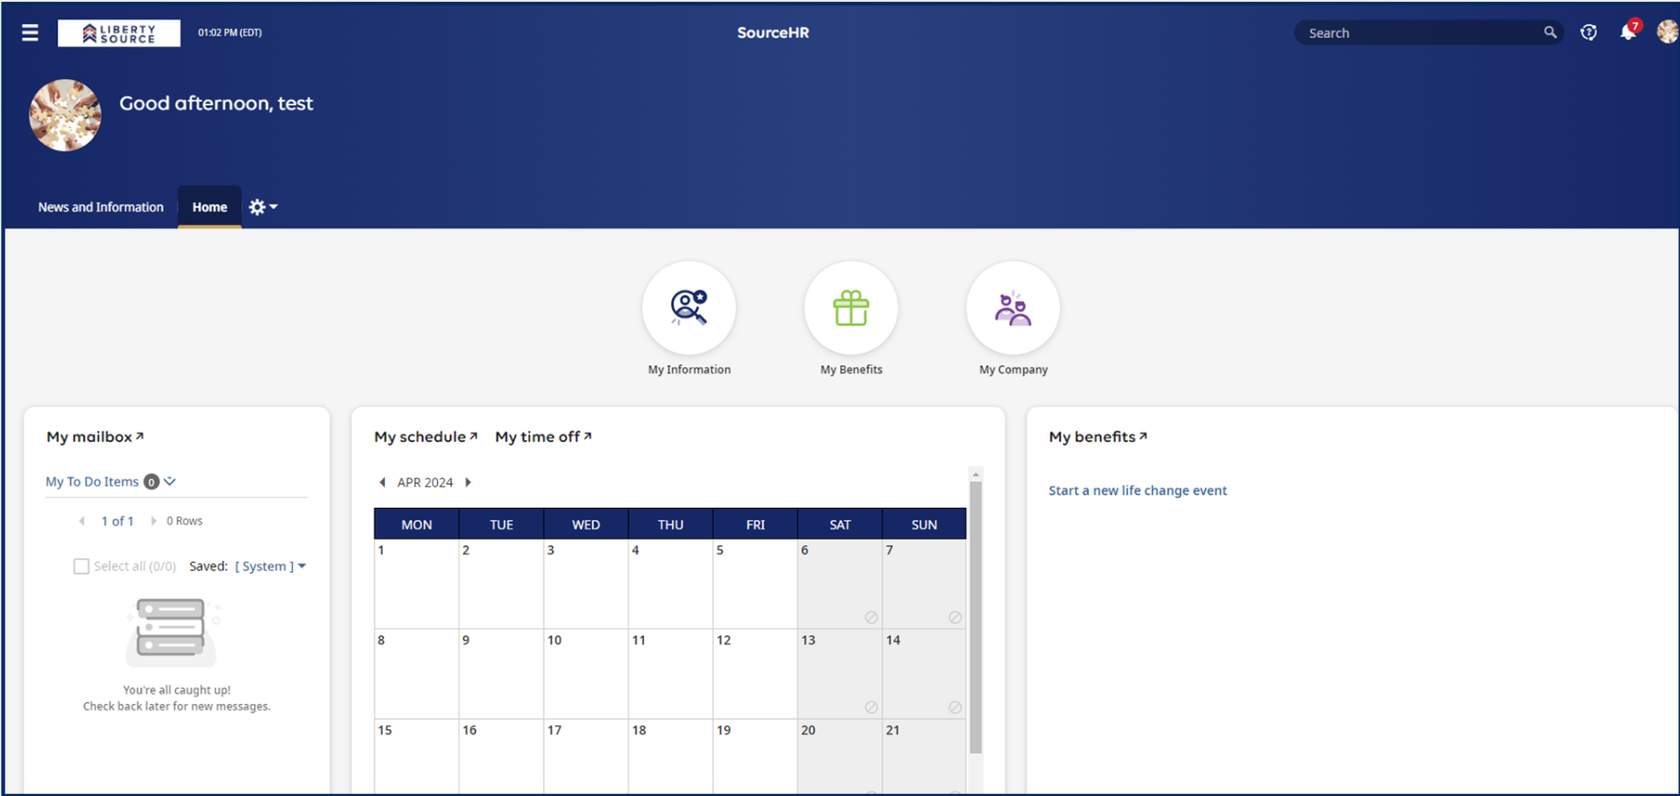 LIBERTY
SOURCE
01:02 PM (EDT)
SourceHR
Search
7
Good afternoon, test
News and Information
Home
My Information
My Benefits
My Company
My mailbox
My To Do Items 0
1 of 1
0 Rows
Select all (0/0)
Saved: [ System ]
You're all caught up!
Check back later for new messages.
My schedule
My time off
APR 2024
MON TUE WED THU FRI SAT SUN
1 2 3 4 5 6 7
8 9 10 11 12 13 14
15 16 17 18 19 20 21
My benefits
Start a new life change event